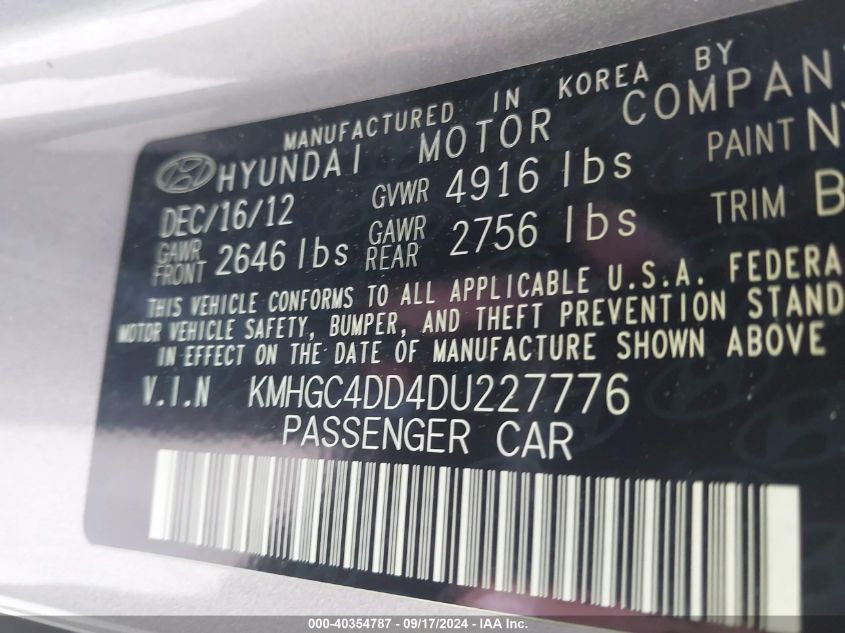 MANUFACTURED IN KOREA BY
HYUNDAI MOTOR COMPAN
DEC/16/12 GVWR 4916 lbs PAINT NY
GAWR FRONT 2646 lbs GAWR REAR 2756 lbs TRIM B
THIS VEHICLE CONFORMS TO ALL APPLICABLE U.S.A. FEDERA
MOTOR VEHICLE SAFETY, BUMPER, AND THEFT PREVENTION STAND
IN EFFECT ON THE DATE OF MANUFACTURE SHOWN ABOVE
V.I.N KMHGC4DD4DU227776
PASSENGER CAR
000-40354787 - 09/17/2024 - IAA Inc.